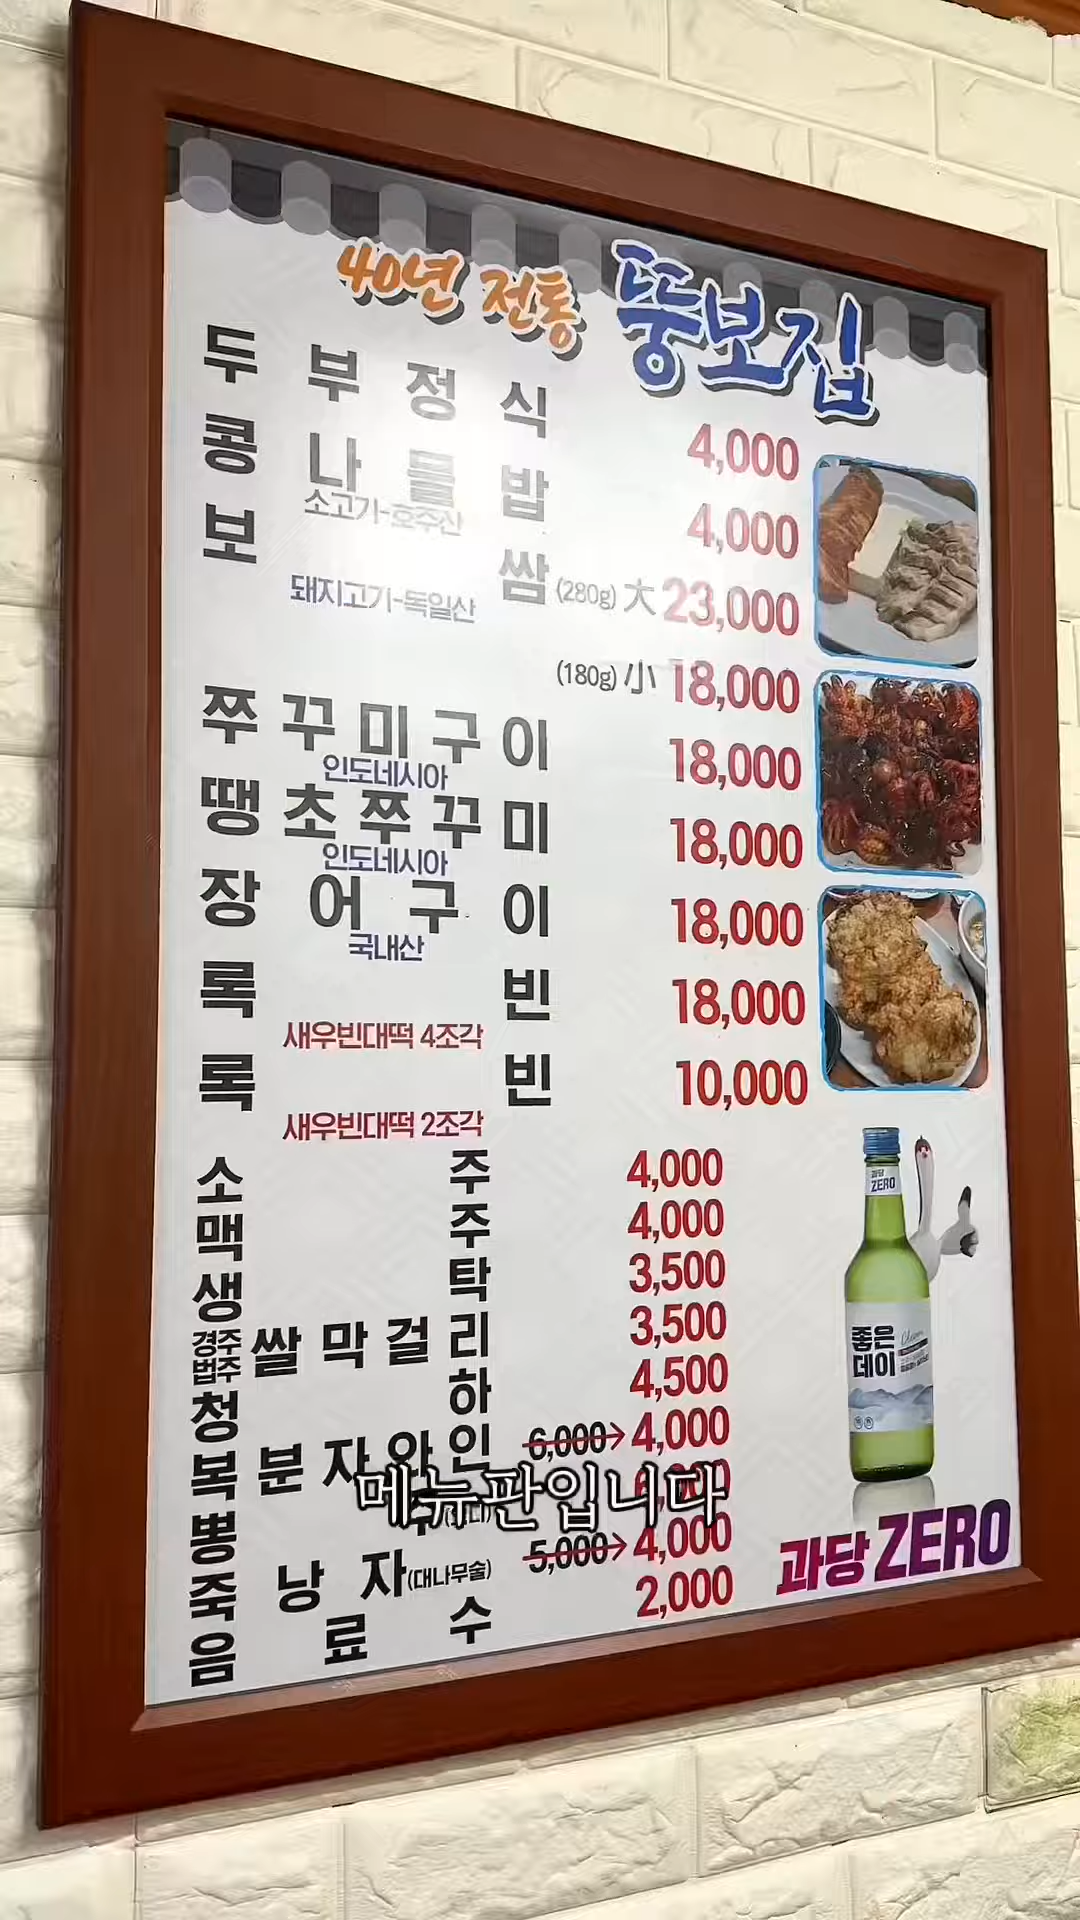 40년 전통 뚱보집
두부정식 4,000
콩나물밥 4,000
소고기-호주산
보쌈 (280g) 大 23,000
돼지고기-독일산
(180g) 小 18,000
쭈꾸미구이 18,000
인도네시아
땡초쭈꾸미 18,000
인도네시아
장어구이 18,000
국내산
록빈 18,000
새우빈대떡 4조각
록빈 10,000
새우빈대떡 2조각
소주 4,000
맥주 4,000
생탁 3,500
경주법주 쌀막걸리 3,500
청하 4,500
복분자와인 6,000→4,000
뽕주 6,000
죽낭자(대나무술) 5,000→4,000
음료수 2,000
메뉴판입니다
과당 ZERO
좋은데이
과당 ZERO